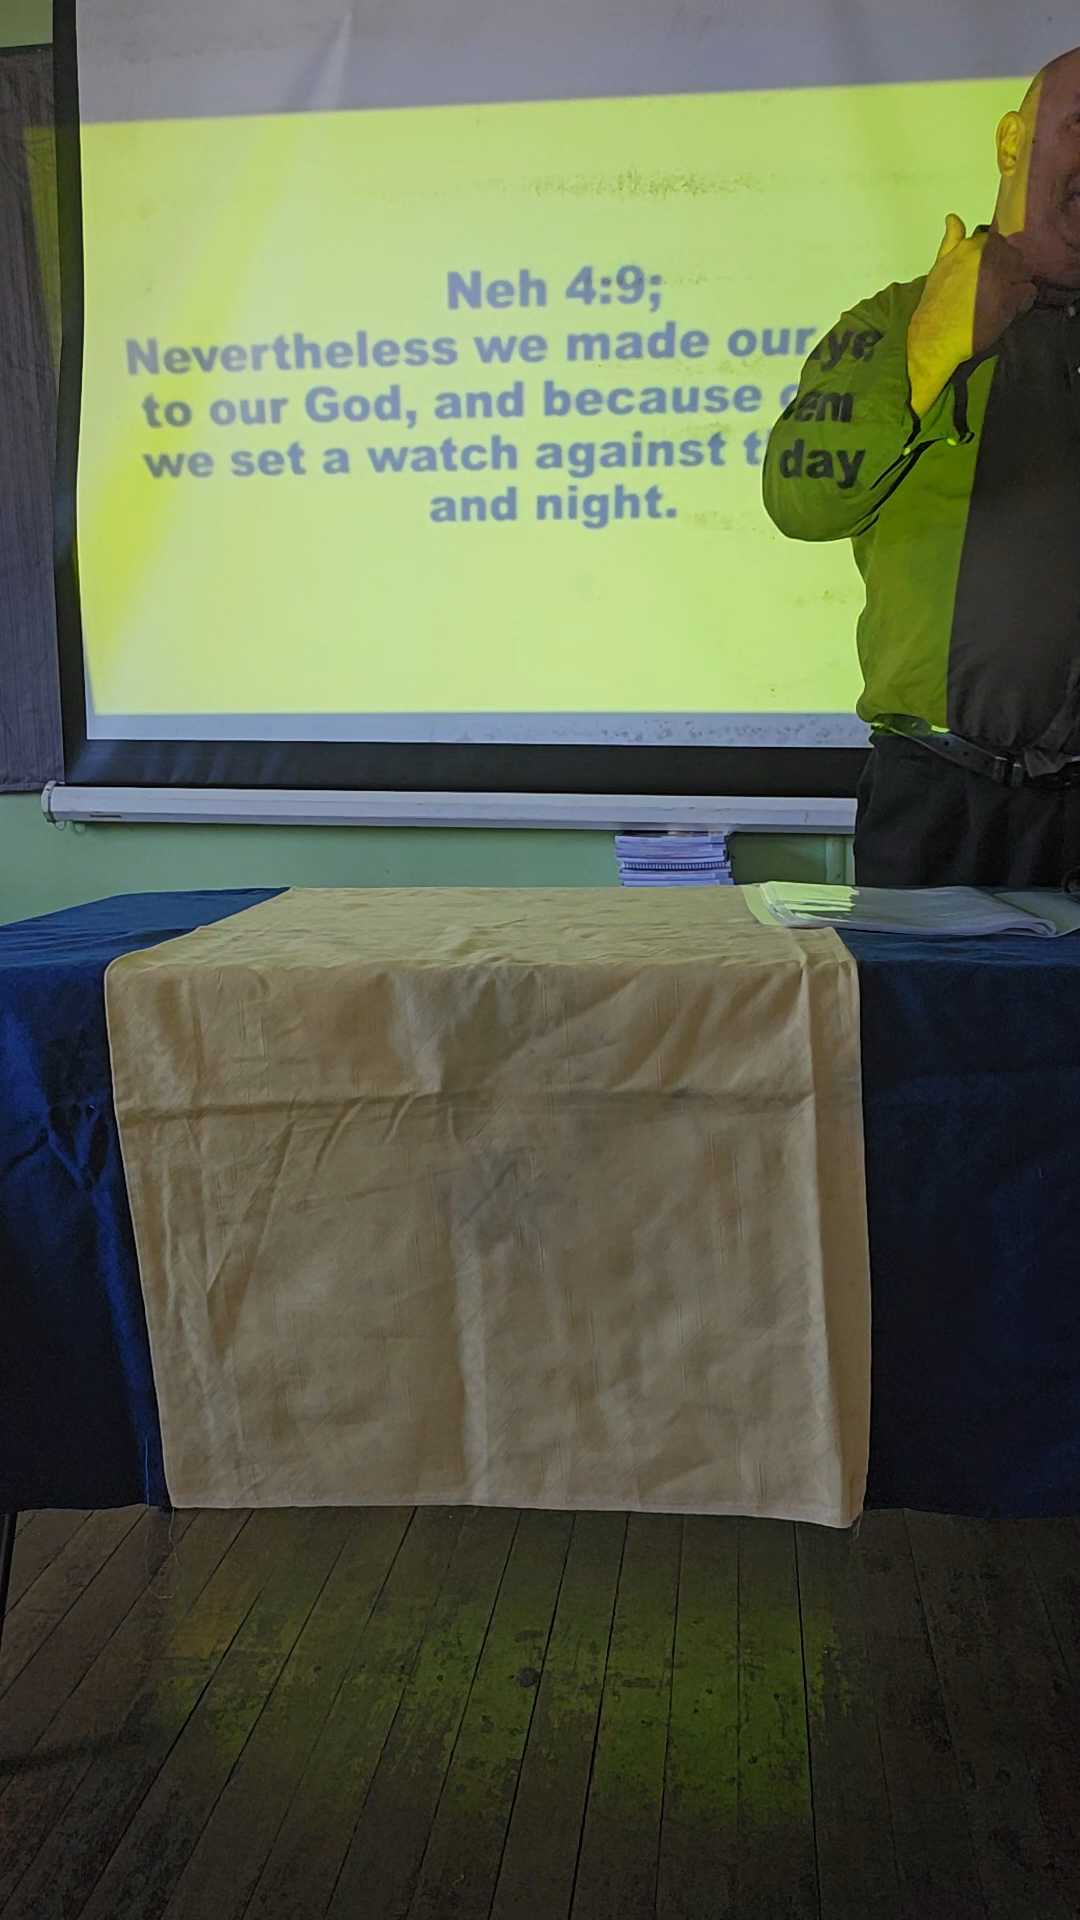 Neh 4:9;
Nevertheless we made our
to our God, and because
we set a watch against day
and night.